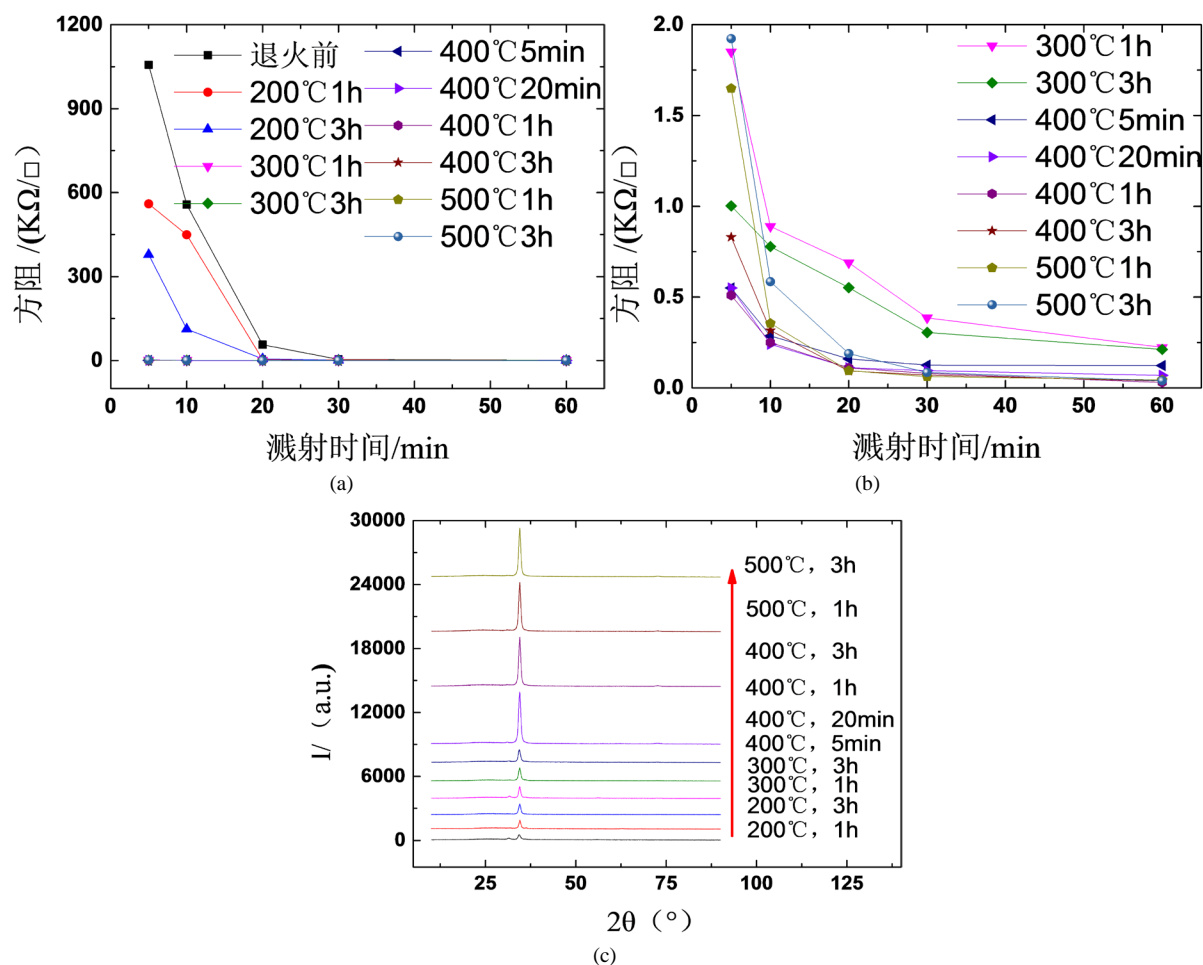 1200
900
600
300
0
方阻 /(KΩ/□)
退火前
200℃1h
200℃3h
300℃1h
300℃3h
400℃5min
400℃20min
400℃1h
400℃3h
500℃1h
500℃3h
0 10 20 30 40 50 60
溅射时间/min
(a)
2.0
1.5
1.0
0.5
0.0
方阻 /(KΩ/□)
300℃1h
300℃3h
400℃5min
400℃20min
400℃1h
400℃3h
500℃1h
500℃3h
0 10 20 30 40 50 60
溅射时间/min
(b)
30000
24000
18000
12000
6000
0
I/（a.u.)
500℃，3h
500℃，1h
400℃，3h
400℃，1h
400℃，20min
400℃，5min
300℃，3h
300℃，1h
200℃，3h
200℃，1h
25 50 75 100 125
2θ（°）
(c)